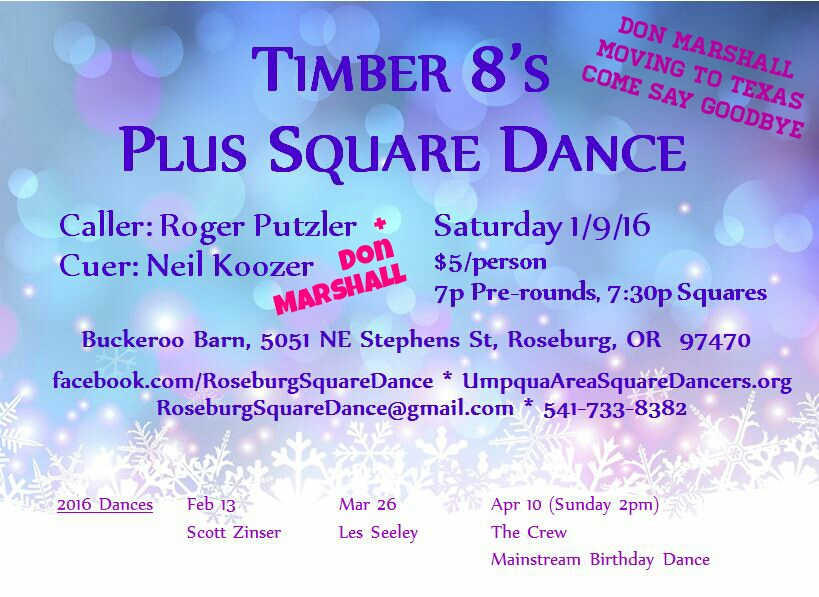 DON MARSHALL
MOVING TO TEXAS
COME SAY GOODBYE
TIMBER 8'S
PLUS SQUARE DANCE
Caller: Roger Putzler +
Cuer: Neil Koozer
DON
MARSHALL
Saturday 1/9/16
$5/person
7p Pre-rounds, 7:30p Squares
Buckeroo Barn, 5051 NE Stephens St, Roseburg, OR 97470
facebook.com/RoseburgSquareDance * UmpquaAreaSquareDancers.org
RoseburgSquareDance@gmail.com * 541-733-8382
2016 Dances
Feb 13
Scott Zinser
Mar 26
Les Seeley
Apr 10 (Sunday 2pm)
The Crew
Mainstream Birthday Dance